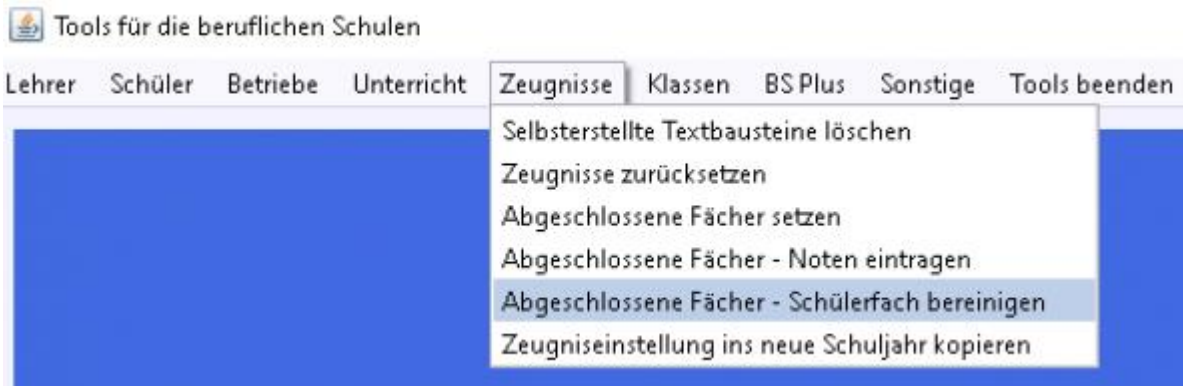 Tools für die beruflichen Schulen
Lehrer Schüler Betriebe Unterricht Zeugnisse Klassen BS Plus Sonstige Tools beenden
Selbsterstellte Textbausteine löschen
Zeugnisse zurücksetzen
Abgeschlossene Fächer setzen
Abgeschlossene Fächer - Noten eintragen
Abgeschlossene Fächer - Schülerfach bereinigen
Zeugniseinstellung ins neue Schuljahr kopieren